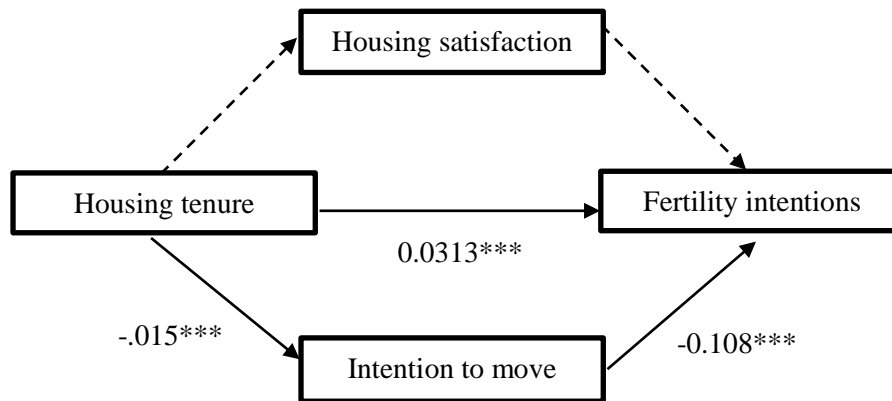 Housing satisfaction
Housing tenure
Fertility intentions
0.0313***
-.015***
-0.108***
Intention to move